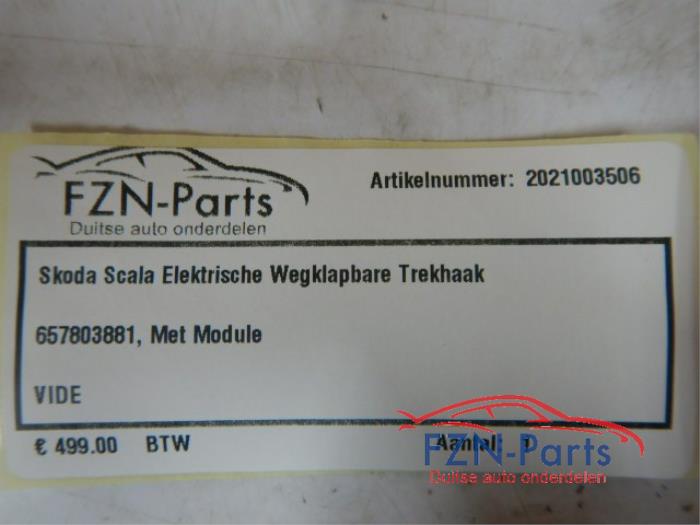 FZN-Parts
Duitse auto onderdelen
Artikelnummer: 2021003506
Skoda Scala Elektrische Wegklapbare Trekhaak
657803881, Met Module
VIDE
€ 499.00 BTW
Aantal: 1
FZN-Parts
Duitse auto onderdelen